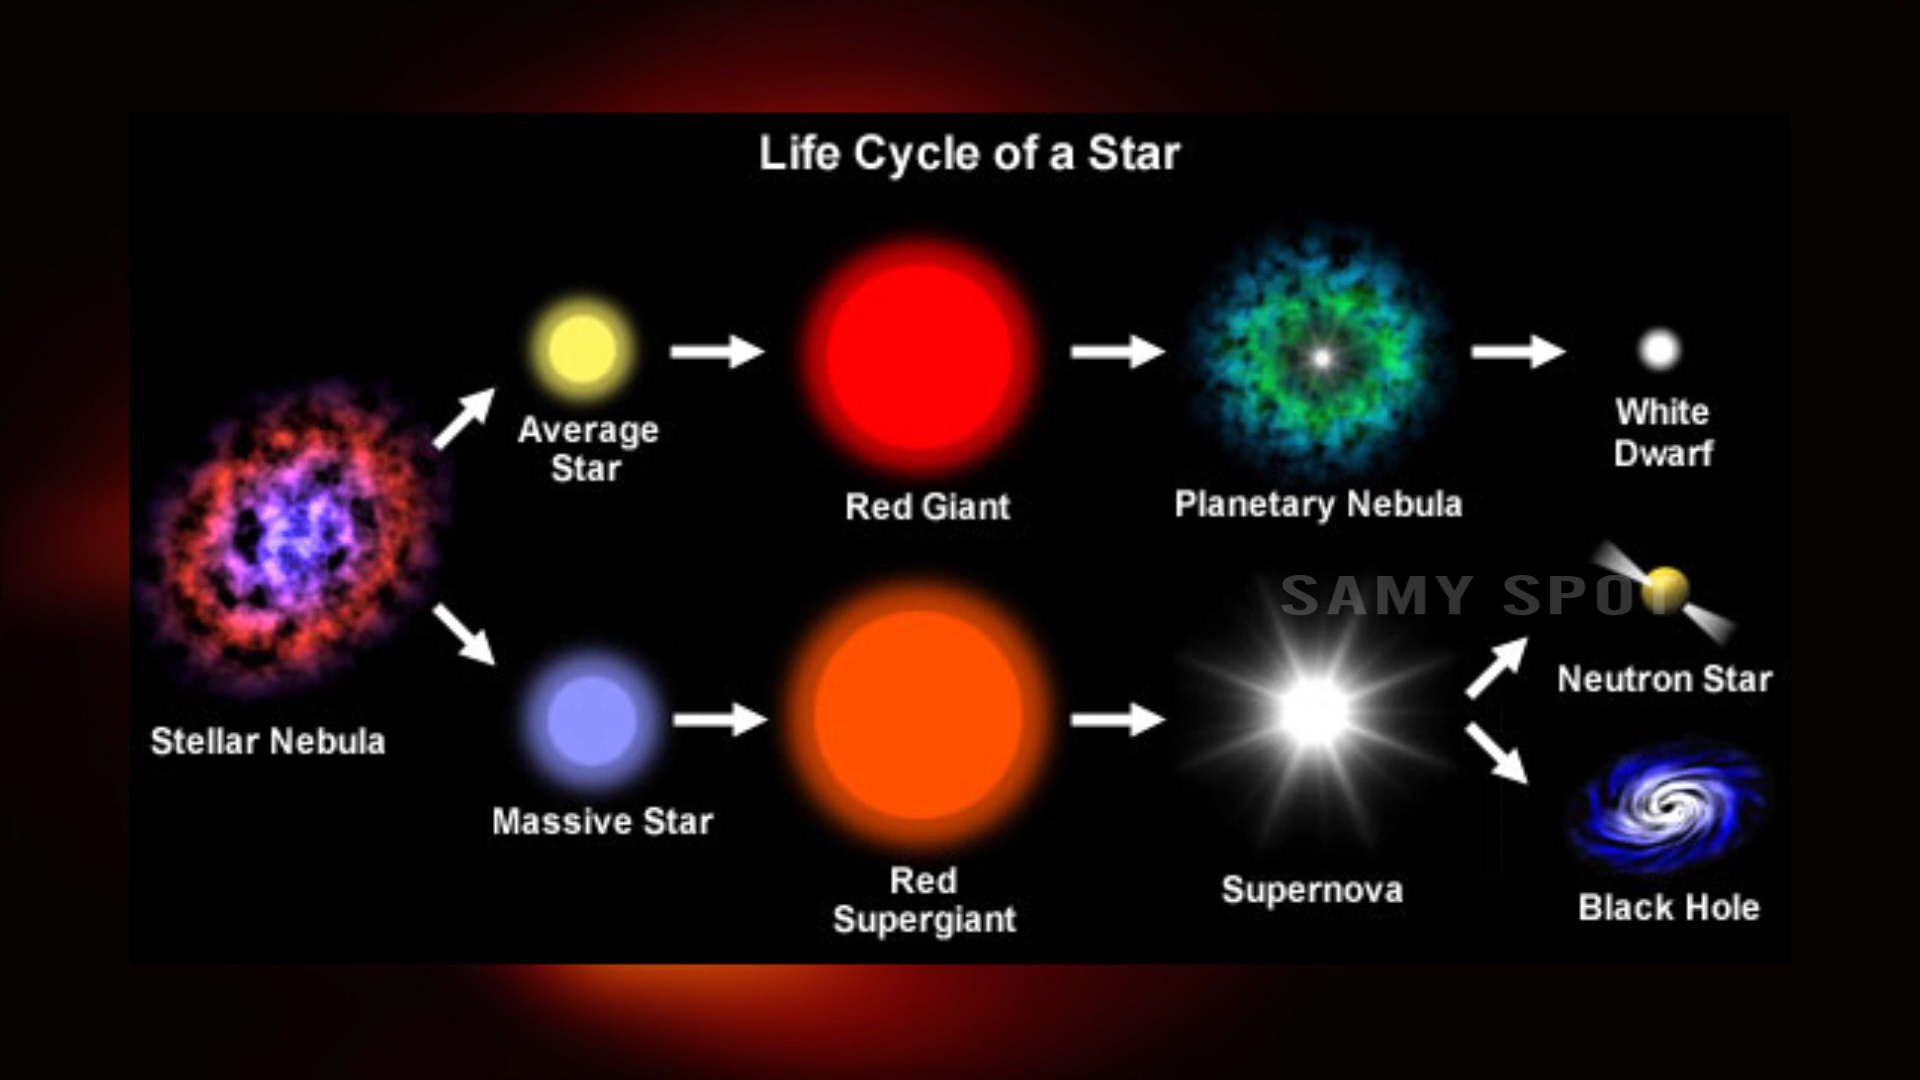 Life Cycle of a Star
Average
Star
Red Giant
Planetary Nebula
White
Dwarf
Stellar Nebula
Massive Star
Red
Supergiant
Supernova
SAMY SPOT
Neutron Star
Black Hole